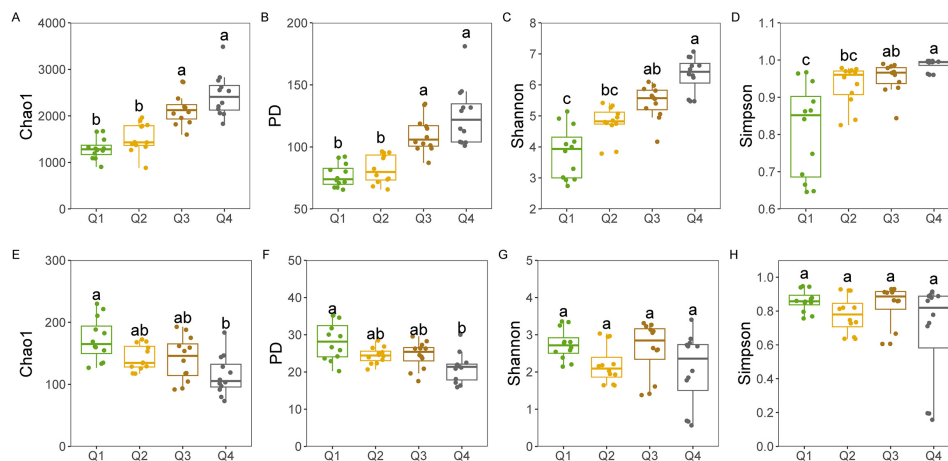 A
Chao1
4000
3000
2000
1000
0
b
b
a
a
Q1 Q2 Q3 Q4
B
PD
200
150
100
50
b
b
a
a
Q1 Q2 Q3 Q4
C
Shannon
8
7
6
5
4
3
2
c
bc
ab
a
Q1 Q2 Q3 Q4
D
Simpson
1.1
1.0
0.9
0.8
0.7
0.6
c
bc
ab
a
Q1 Q2 Q3 Q4
E
Chao1
300
200
100
0
a
ab
ab
b
Q1 Q2 Q3 Q4
F
PD
50
40
30
20
10
0
a
ab
ab
b
Q1 Q2 Q3 Q4
G
Shannon
5
4
3
2
1
0
a
a
a
a
Q1 Q2 Q3 Q4
H
Simpson
1.0
0.8
0.6
0.4
0.2
0.0
a
a
a
a
Q1 Q2 Q3 Q4